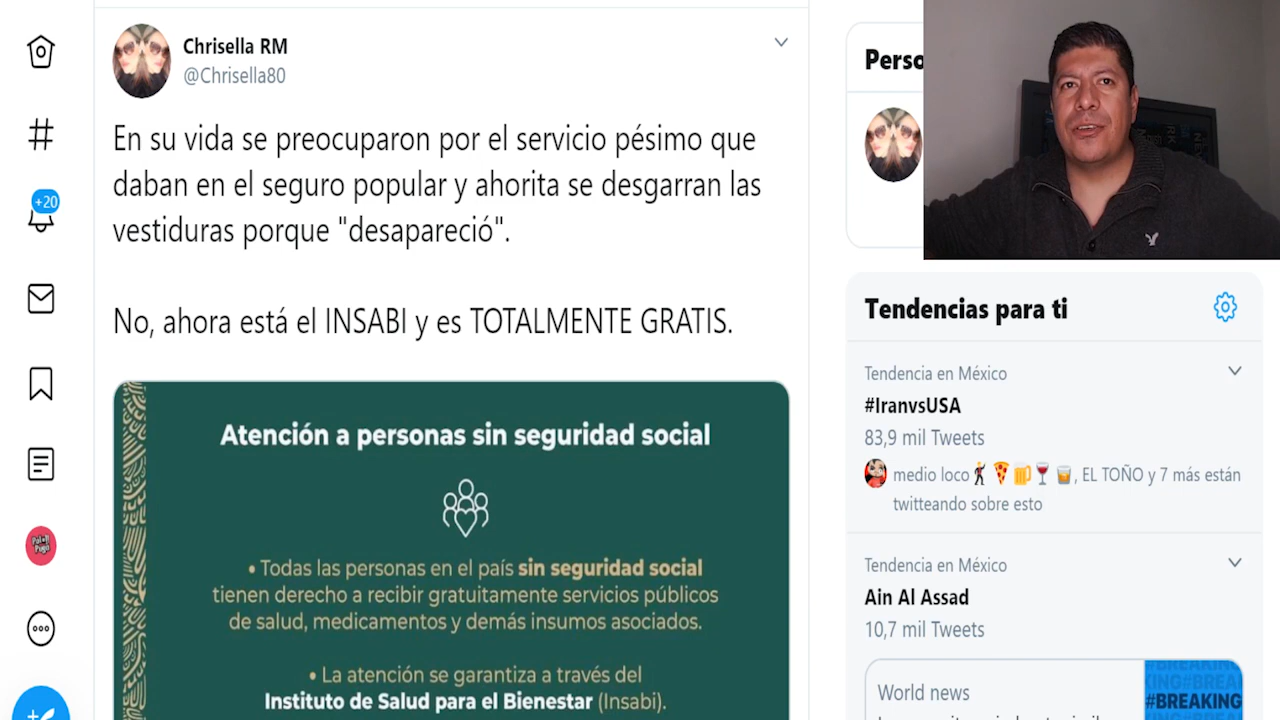 Chrisella RM
@Chrisella80
En su vida se preocuparon por el servicio pésimo que
daban en el seguro popular y ahorita se desgarran las
vestiduras porque "desapareció".
No, ahora está el INSABI y es TOTALMENTE GRATIS.
Atención a personas sin seguridad social
• Todas las personas en el país sin seguridad social
tienen derecho a recibir gratuitamente servicios públicos
de salud, medicamentos y demás insumos asociados.
• La atención se garantiza a través del
Instituto de Salud para el Bienestar (Insabi).
+20
Perso
Tendencias para ti
Tendencia en México
#IranvsUSA
83,9 mil Tweets
medio loco🕺🍕🍺🍷🥃, EL TOÑO y 7 más están
twitteando sobre esto
Tendencia en México
Ain Al Assad
10,7 mil Tweets
World news
#BREAKING